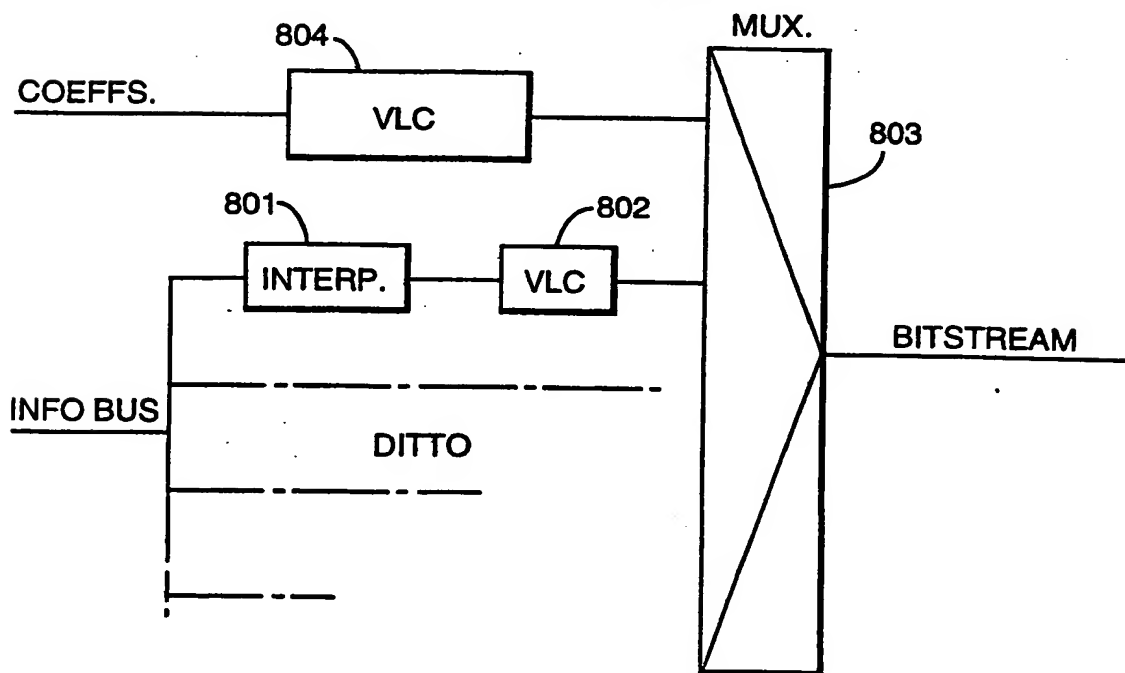 MUX.
804
COEFFS.
VLC
803
801
802
INTERP.
VLC
BITSTREAM
INFO BUS
DITTO